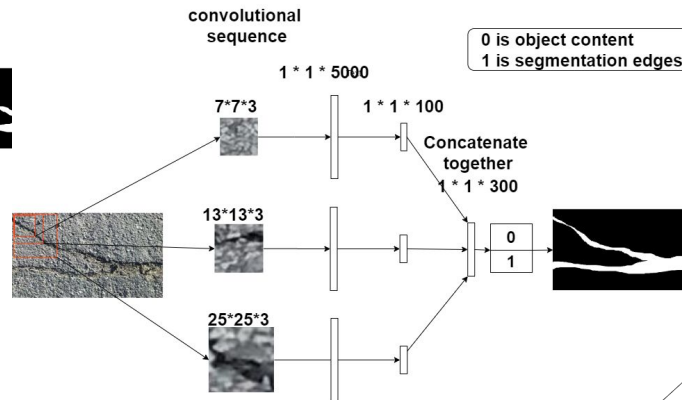 convolutional
sequence
0 is object content
1 is segmentation edges
1 * 1 * 5000
7*7*3
1 * 1 * 100
Concatenate
together
1 * 1 * 300
13*13*3
0
1
25*25*3